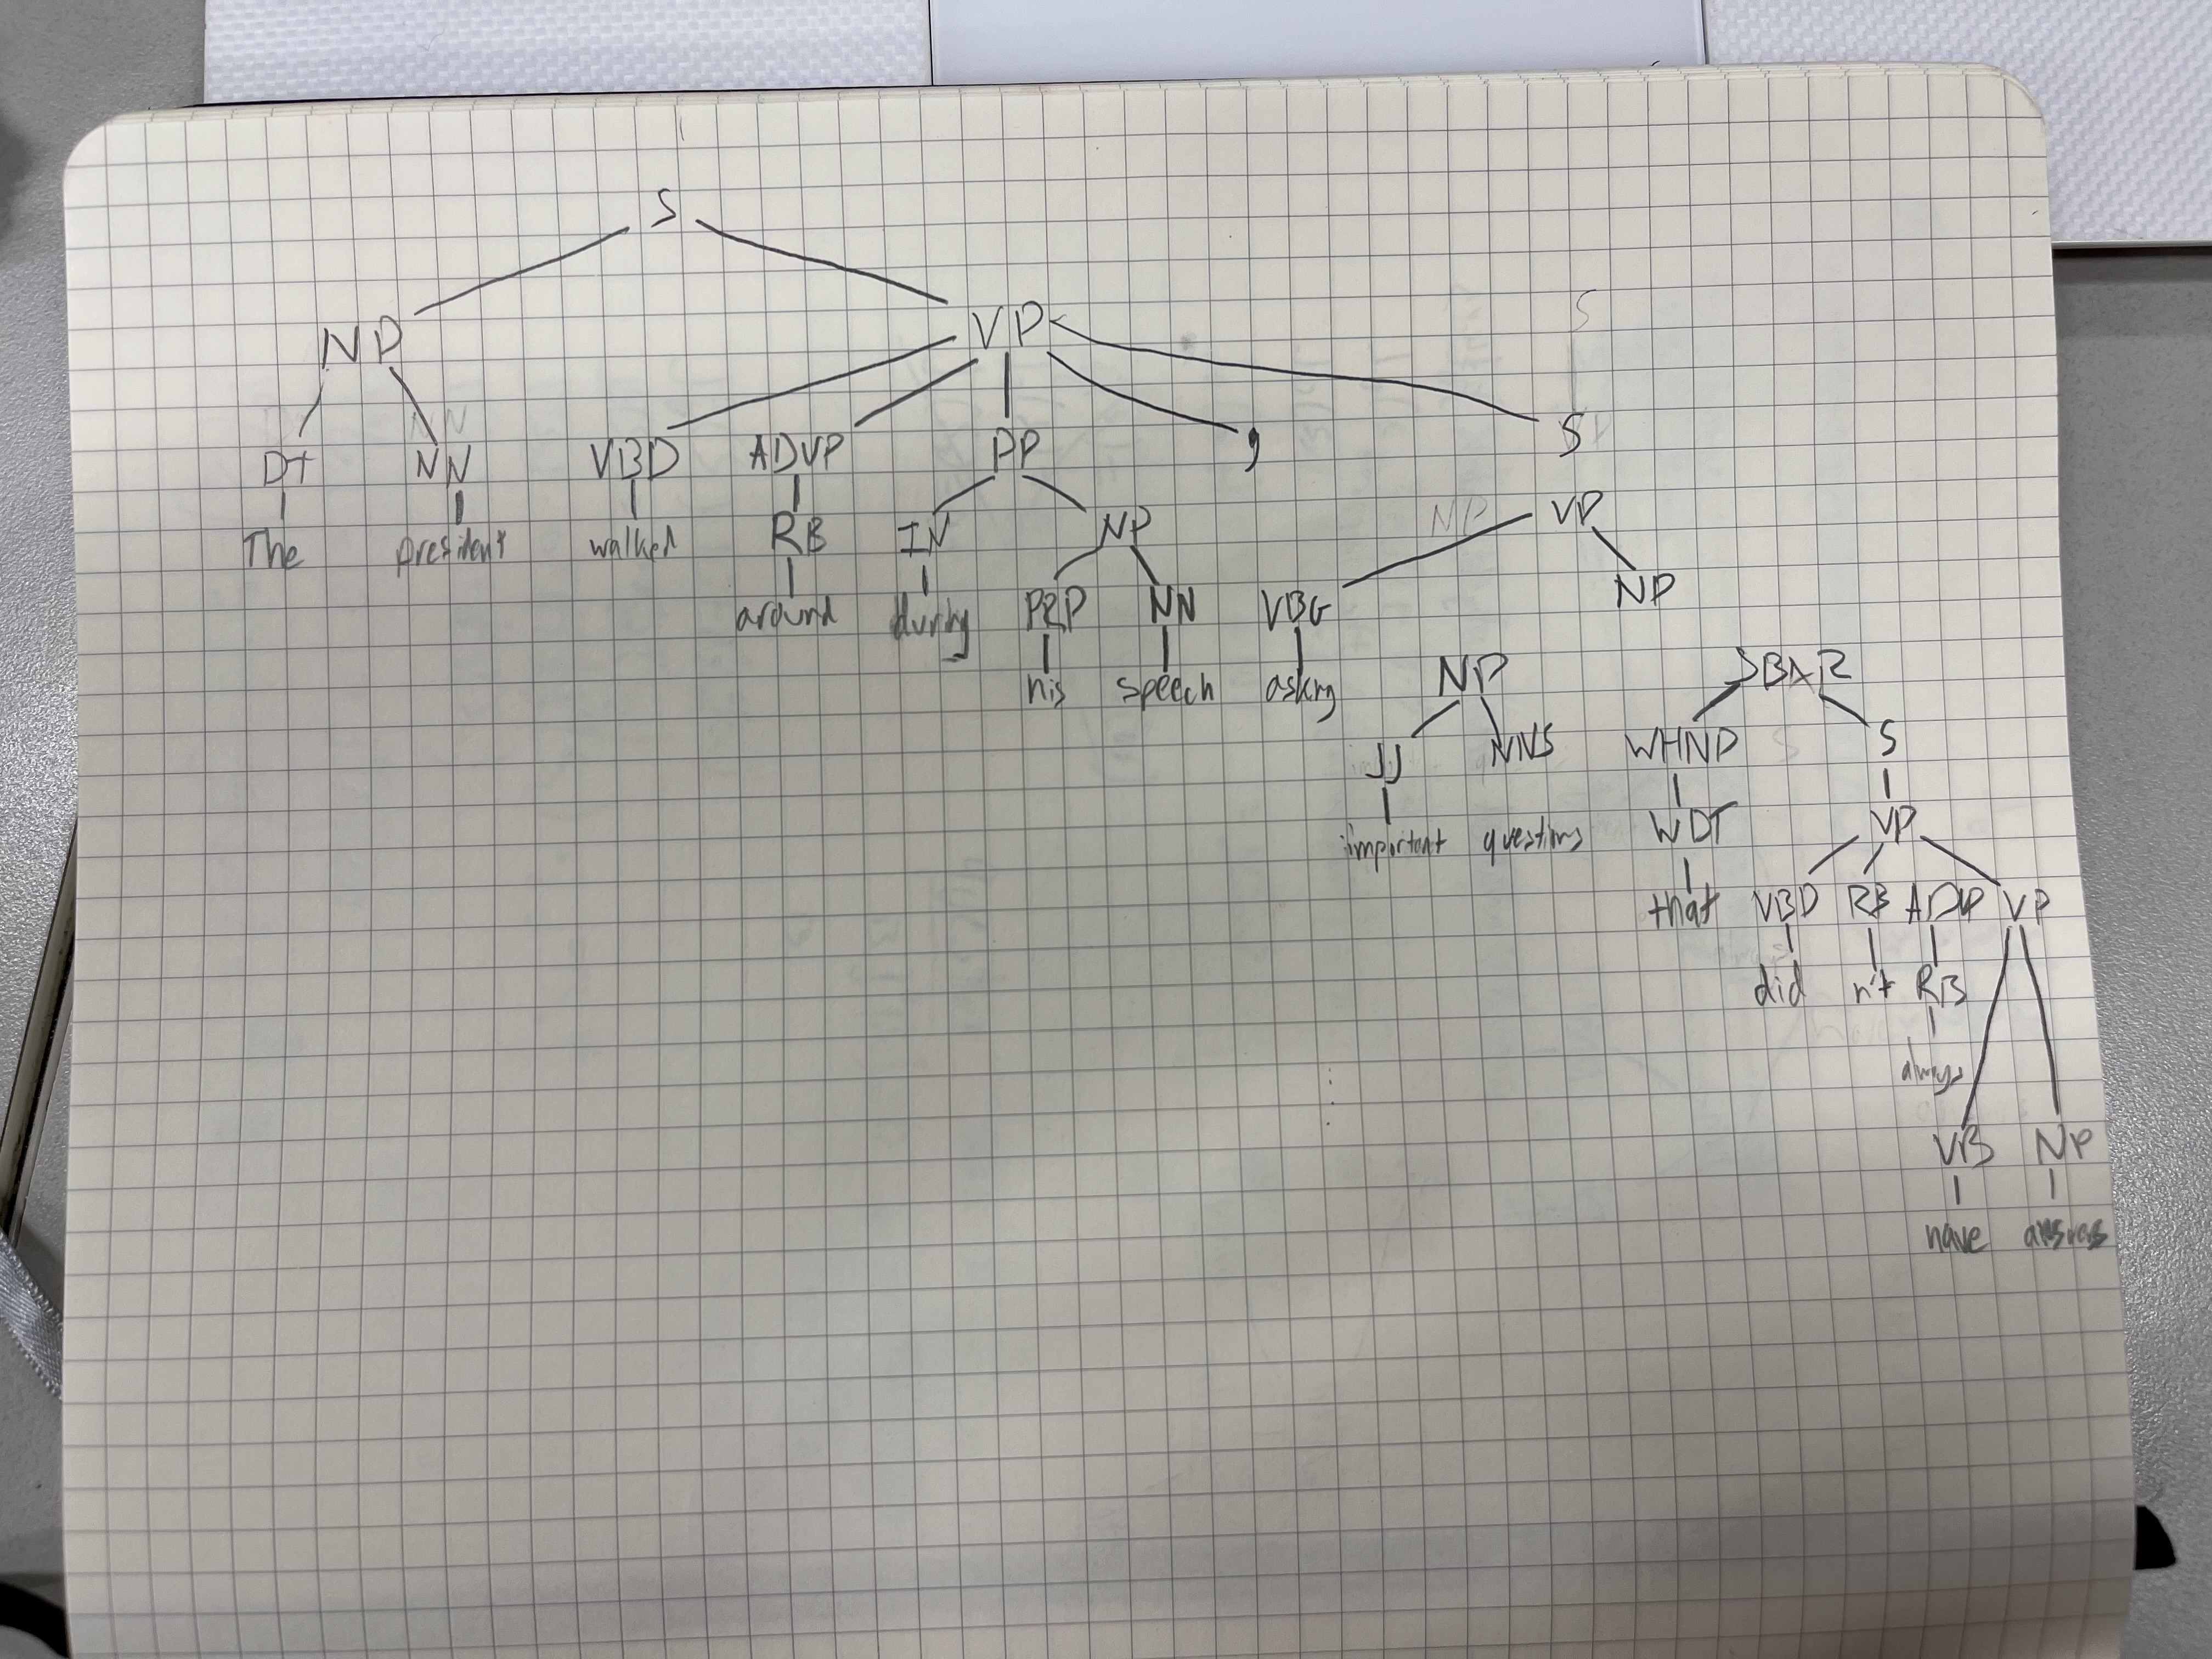 S
NP VP
DT NN VBD ADVP PP , S
The president walked RB IN NP VP
around during PRP NN VBG NP
his speech asking NP SBAR
JJ NNS WHNP S
important questions WDT VP
that VBD RB ADVP VP
did n't RB
always
VB NP
have answers